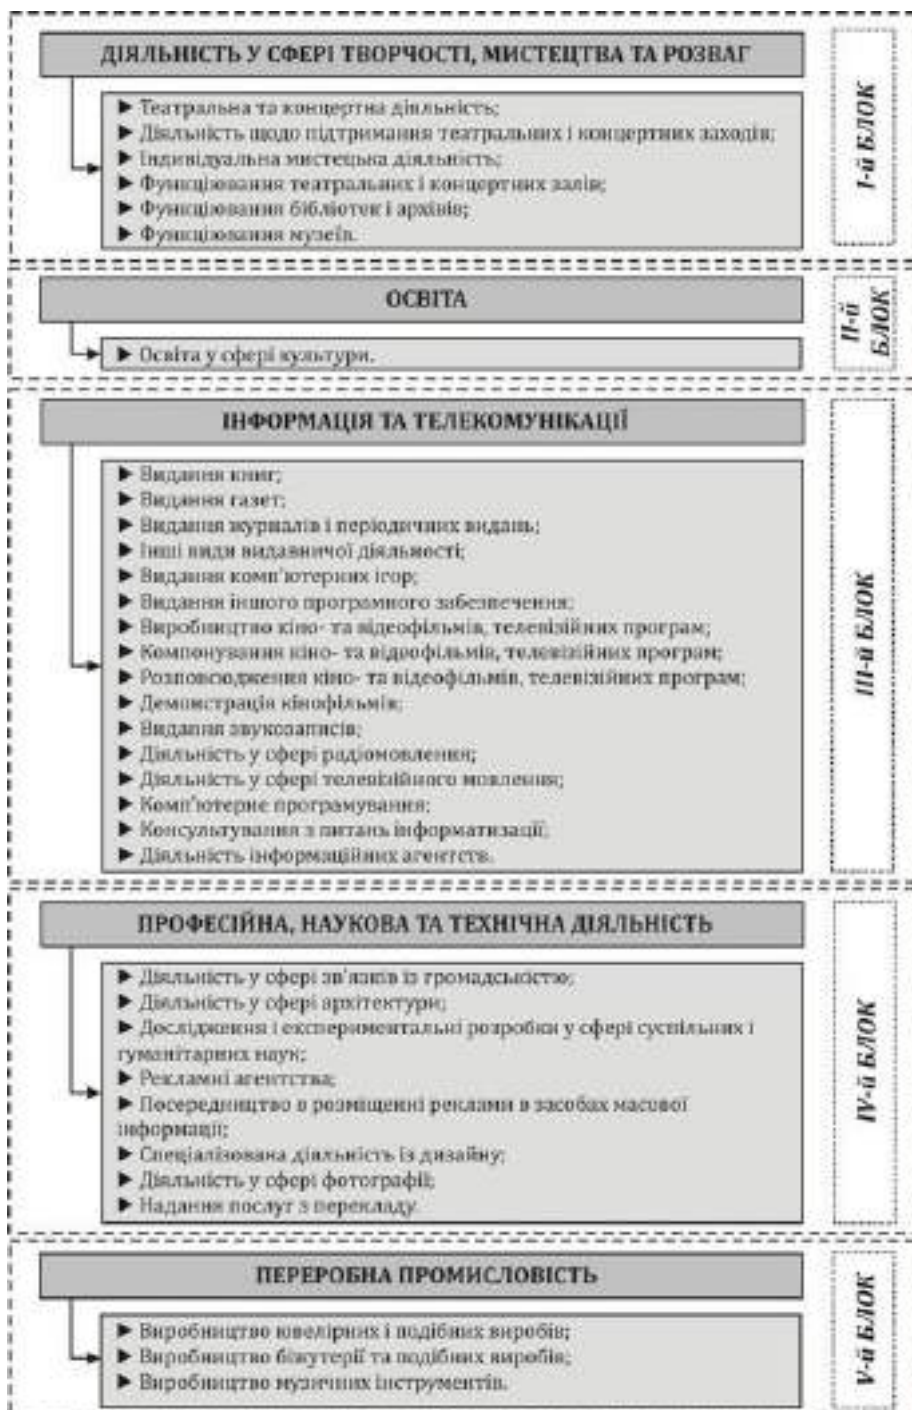 ДІЯЛЬНІСТЬ У СФЕРІ ТВОРЧОСТІ, МИСТЕЦТВА ТА РОЗВАГ
► Театральна та концертна діяльність;
► Діяльність щодо підтримання театральних і концертних заходів;
► Індивідуальна мистецька діяльність;
► Функціювання театральних і концертних залів;
► Функціювання бібліотек і архівів;
► Функціювання музеїв.
І-й БЛОК
ОСВІТА
► Освіта у сфері культури.
ІІ-й
БЛОК
ІНФОРМАЦІЯ ТА ТЕЛЕКОМУНІКАЦІЇ
► Видання книг;
► Видання газет;
► Видання журналів і періодичних видань;
► Інші види видавничої діяльності;
► Видання комп'ютерних ігор;
► Видання іншого програмного забезпечення;
► Виробництво кіно- та відеофільмів, телевізійних програм;
► Компонування кіно- та відеофільмів, телевізійних програм;
► Розповсюдження кіно- та відеофільмів, телевізійних програм;
► Демонстрація кінофільмів;
► Видання звукозаписів;
► Діяльність у сфері радіомовлення;
► Діяльність у сфері телевізійного мовлення;
► Комп'ютерне програмування;
► Консультування з питань інформатизації;
► Діяльність інформаційних агентств.
ІІІ-й БЛОК
ПРОФЕСІЙНА, НАУКОВА ТА ТЕХНІЧНА ДІЯЛЬНІСТЬ
► Діяльність у сфері зв'язків із громадськістю;
► Діяльність у сфері архітектури;
► Дослідження і експериментальні розробки у сфері суспільних і
гуманітарних наук;
► Рекламні агентства;
► Посередництво в розміщенні реклами в засобах масової
інформації;
► Спеціалізована діяльність із дизайну;
► Діяльність у сфері фотографії;
► Надання послуг з перекладу.
IV-й БЛОК
ПЕРЕРОБНА ПРОМИСЛОВІСТЬ
► Виробництво ювелірних і подібних виробів;
► Виробництво біжутерії та подібних виробів;
► Виробництво музичних інструментів.
V-й БЛОК